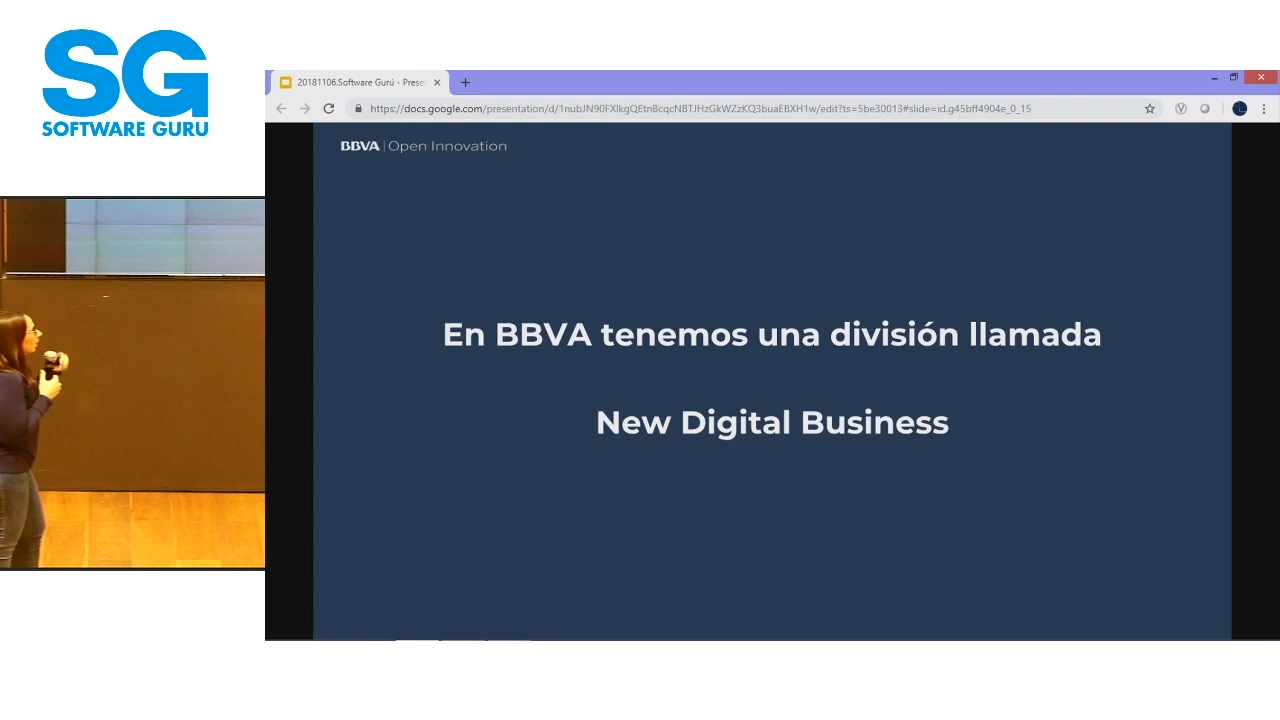 SG
SOFTWARE GURU
20181106.Software Gurú - Prese
https://docs.google.com/presentation/d/1nubJN90FXIkgQEtnBcqcNBTJHzGkWZzKQ3buaEBXH1w/edit?ts=5be30013#slide=id.g45bff4904e_0_15
BBVA | Open Innovation
En BBVA tenemos una división llamada
New Digital Business